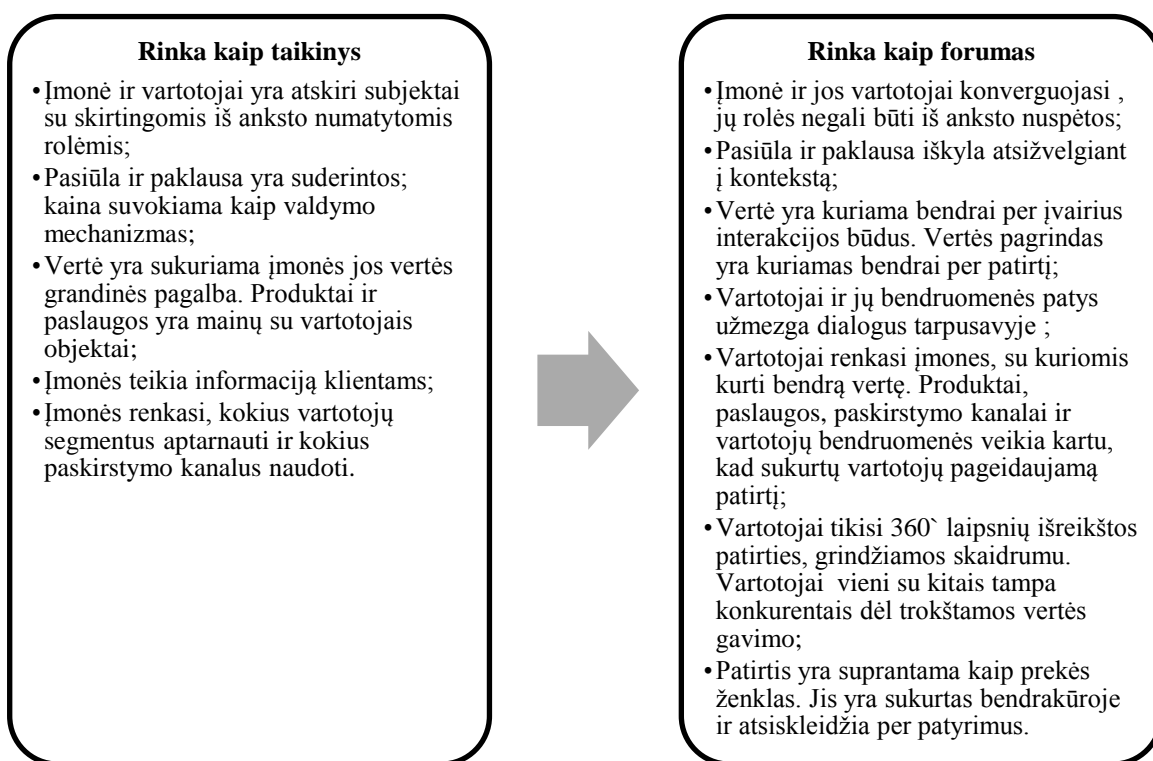 Rinka kaip taikinys
•Įmonė ir vartotojai yra atskiri subjektai
su skirtingomis iš anksto numatytomis
rolėmis;
•Pasiūla ir paklausa yra suderintos;
kaina suvokiama kaip valdymo
mechanizmas;
•Vertė yra sukuriama įmonės jos vertės
grandinės pagalba. Produktai ir
paslaugos yra mainų su vartotojais
objektai;
•Įmonės teikia informaciją klientams;
•Įmonės renkasi, kokius vartotojų
segmentus aptarnauti ir kokius
paskirstymo kanalus naudoti.
Rinka kaip forumas
•Įmonė ir jos vartotojai konverguojasi ,
jų rolės negali būti iš anksto nuspėtos;
•Pasiūla ir paklausa iškyla atsižvelgiant
į kontekstą;
•Vertė yra kuriama bendrai per įvairius
interakcijos būdus. Vertės pagrindas
yra kuriamas bendrai per patirtį;
•Vartotojai ir jų bendruomenės patys
užmezga dialogus tarpusavyje ;
•Vartotojai renkasi įmones, su kuriomis
kurti bendrą vertę. Produktai,
paslaugos, paskirstymo kanalai ir
vartotojų bendruomenės veikia kartu,
kad sukurtų vartotojų pageidaujamą
patirtį;
•Vartotojai tikisi 360` laipsnių išreikštos
patirties, grindžiamos skaidrumu.
Vartotojai  vieni su kitais tampa
konkurentais dėl trokštamos vertės
gavimo;
•Patirtis yra suprantama kaip prekės
ženklas. Jis yra sukurtas bendrakūroje
ir atsiskleidžia per patyrimus.